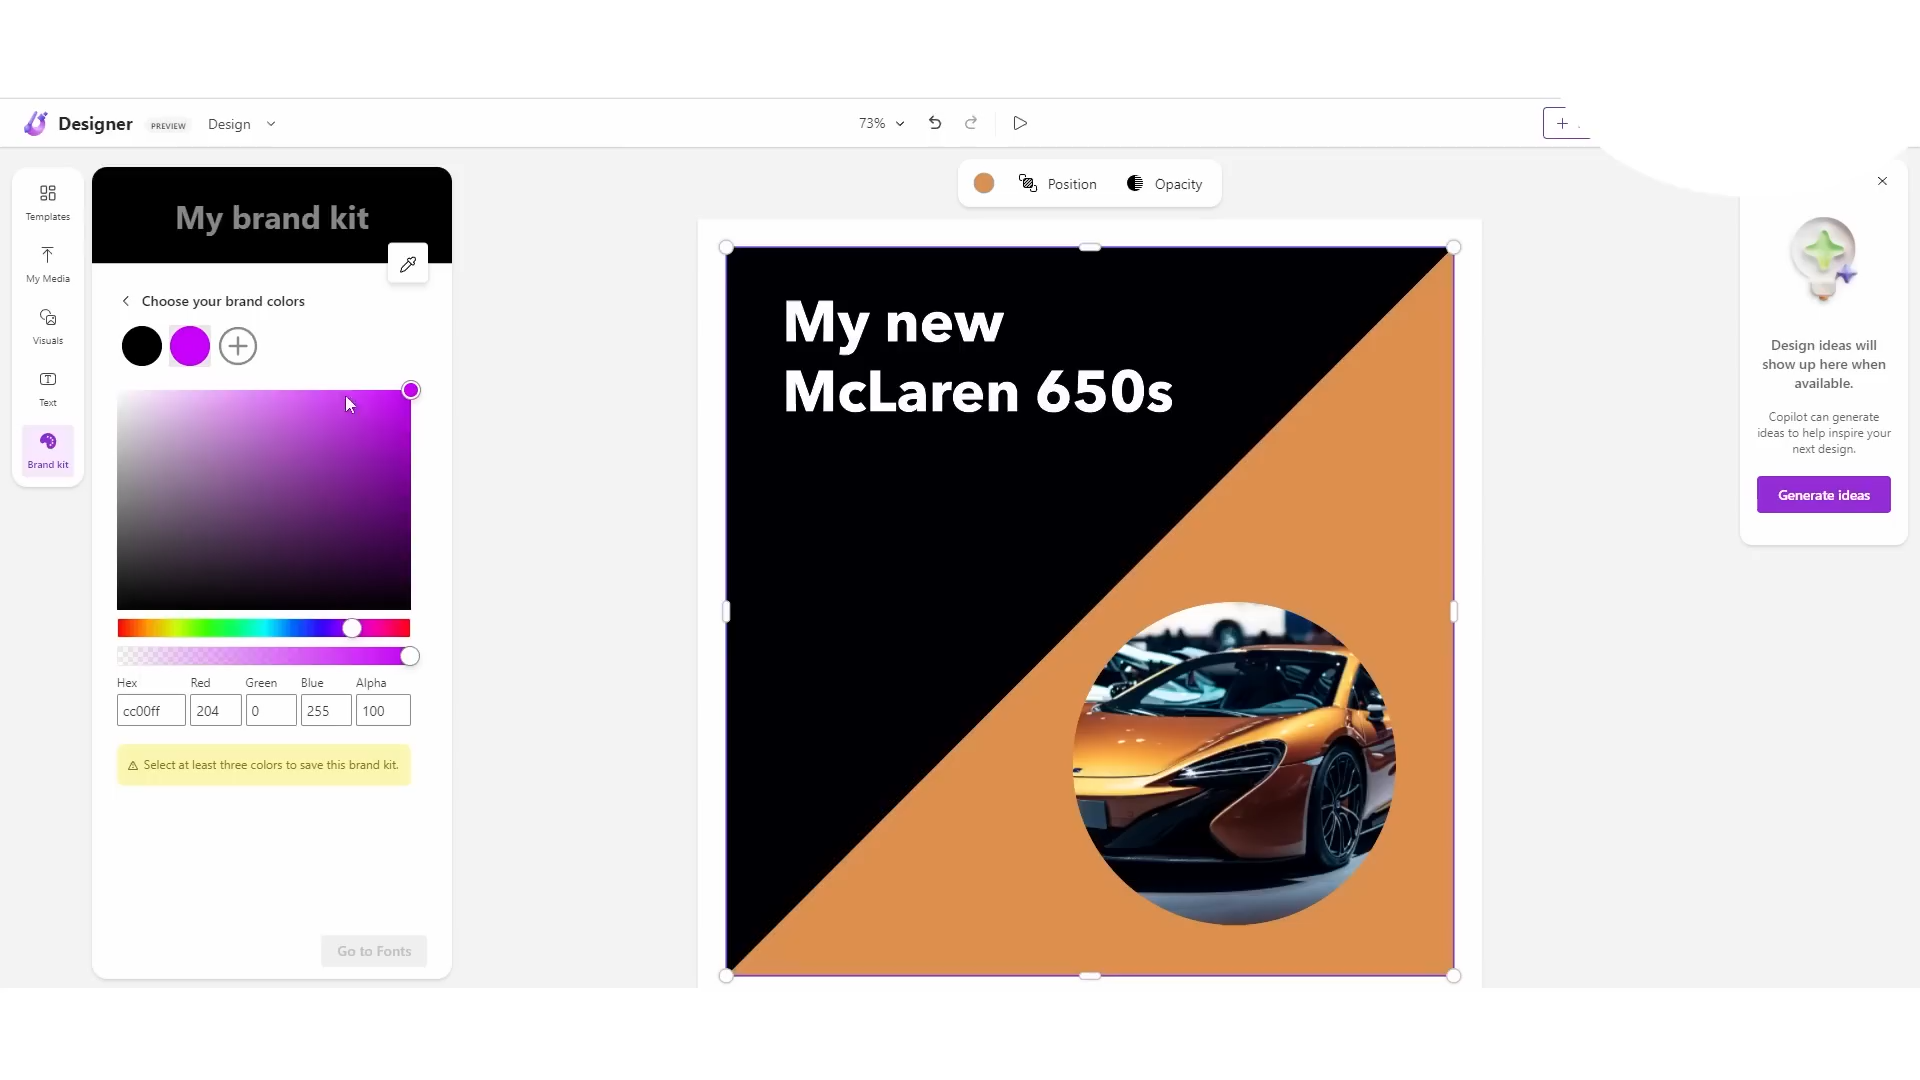 Designer
PREVIEW
Design
73%
Templates
My Media
Visuals
Text
Brand kit
My brand kit
Choose your brand colors
Hex
Red
Green
Blue
Alpha
cc00ff
204
0
255
100
Select at least three colors to save this brand kit.
Go to Fonts
Position
Opacity
My new
McLaren 650s
Design ideas will
show up here when
available.
Copilot can generate
ideas to help inspire your
next design.
Generate ideas